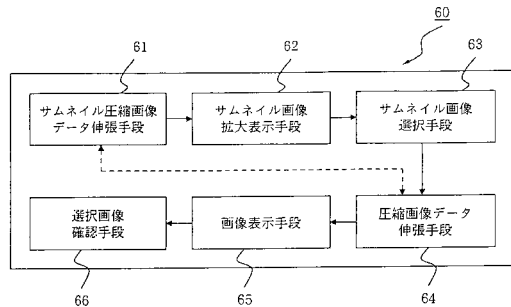 60
61
62
63
サムネイル圧縮画像
データ伸張手段
サムネイル画像
拡大表示手段
サムネイル画像
選択手段
選択画像
確認手段
画像表示手段
圧縮画像データ
伸張手段
66
65
64